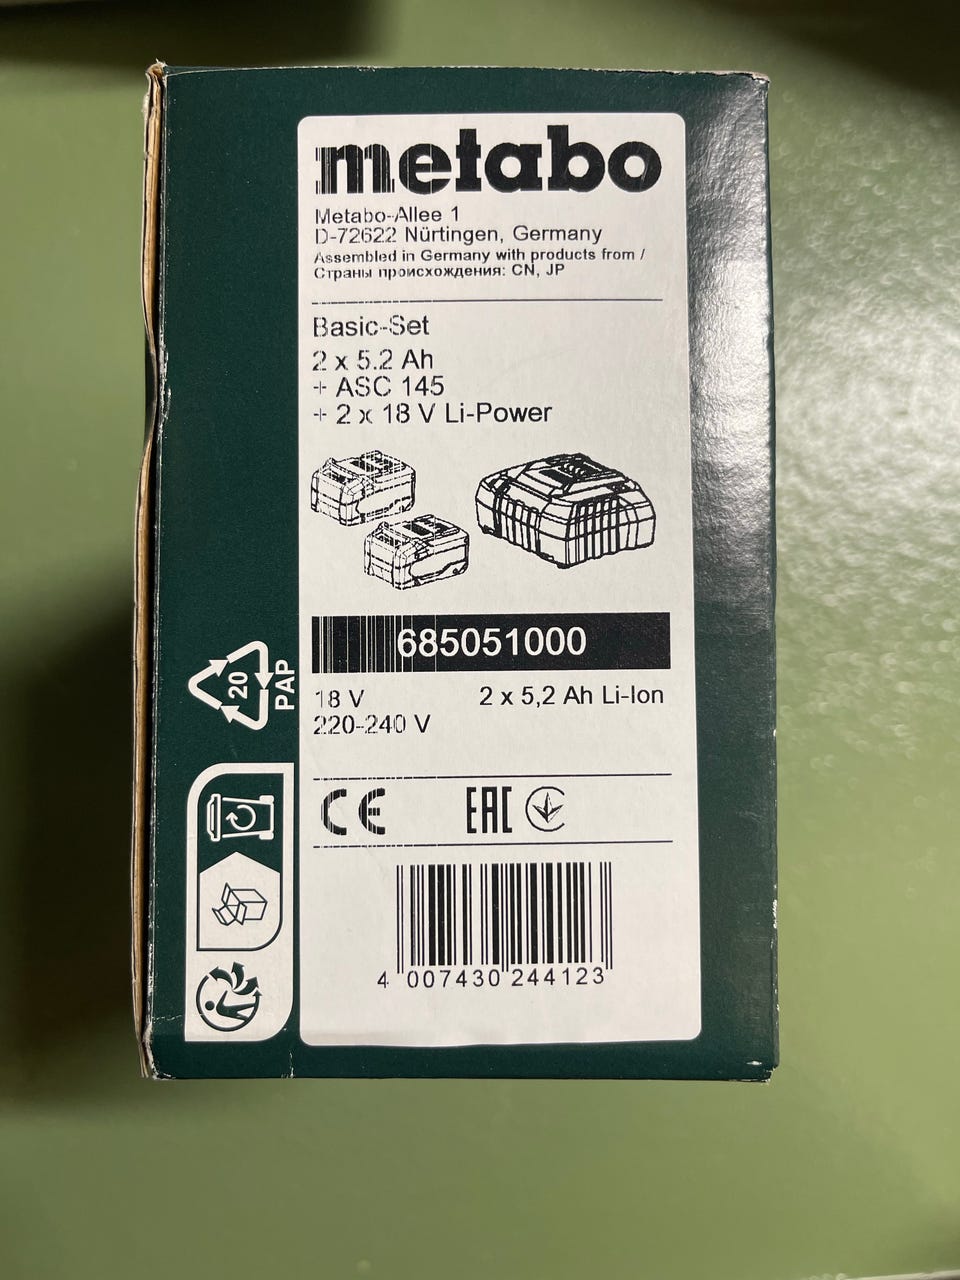 metabo
Metabo-Allee 1
D-72622 Nürtingen, Germany
Assembled in Germany with products from /
Страны происхождения: CN, JP
Basic-Set
2 x 5.2 Ah
+ ASC 145
+ 2 x 18 V Li-Power
685051000
18 V 2 x 5,2 Ah Li-Ion
220-240 V
CE EAC
4 007430 244123
20
PAP